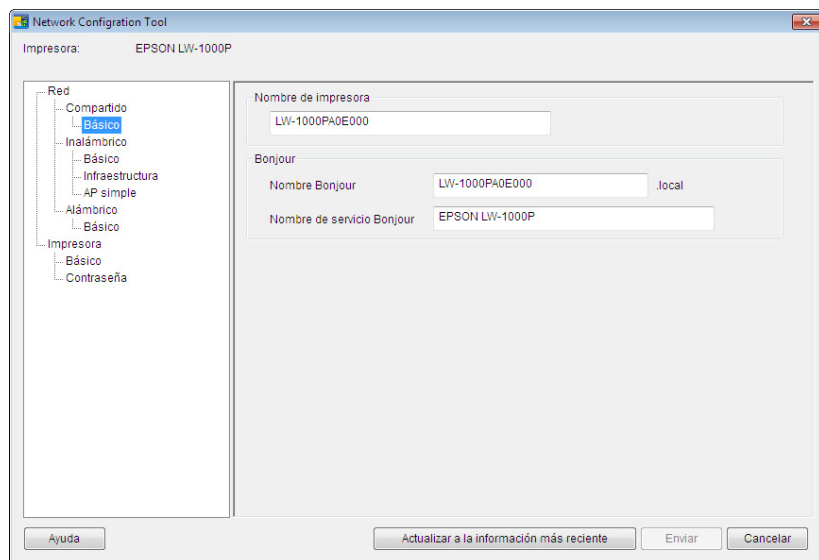 Network Configration Tool
Impresora: EPSON LW-1000P
Red
Compartido
Básico
Inalámbrico
Básico
Infraestructura
AP simple
Alámbrico
Básico
Impresora
Básico
Contraseña
Nombre de impresora
LW-1000PA0E000
Bonjour
Nombre Bonjour LW-1000PA0E000 .local
Nombre de servicio Bonjour EPSON LW-1000P
Ayuda Actualizar a la información más reciente Enviar Cancelar